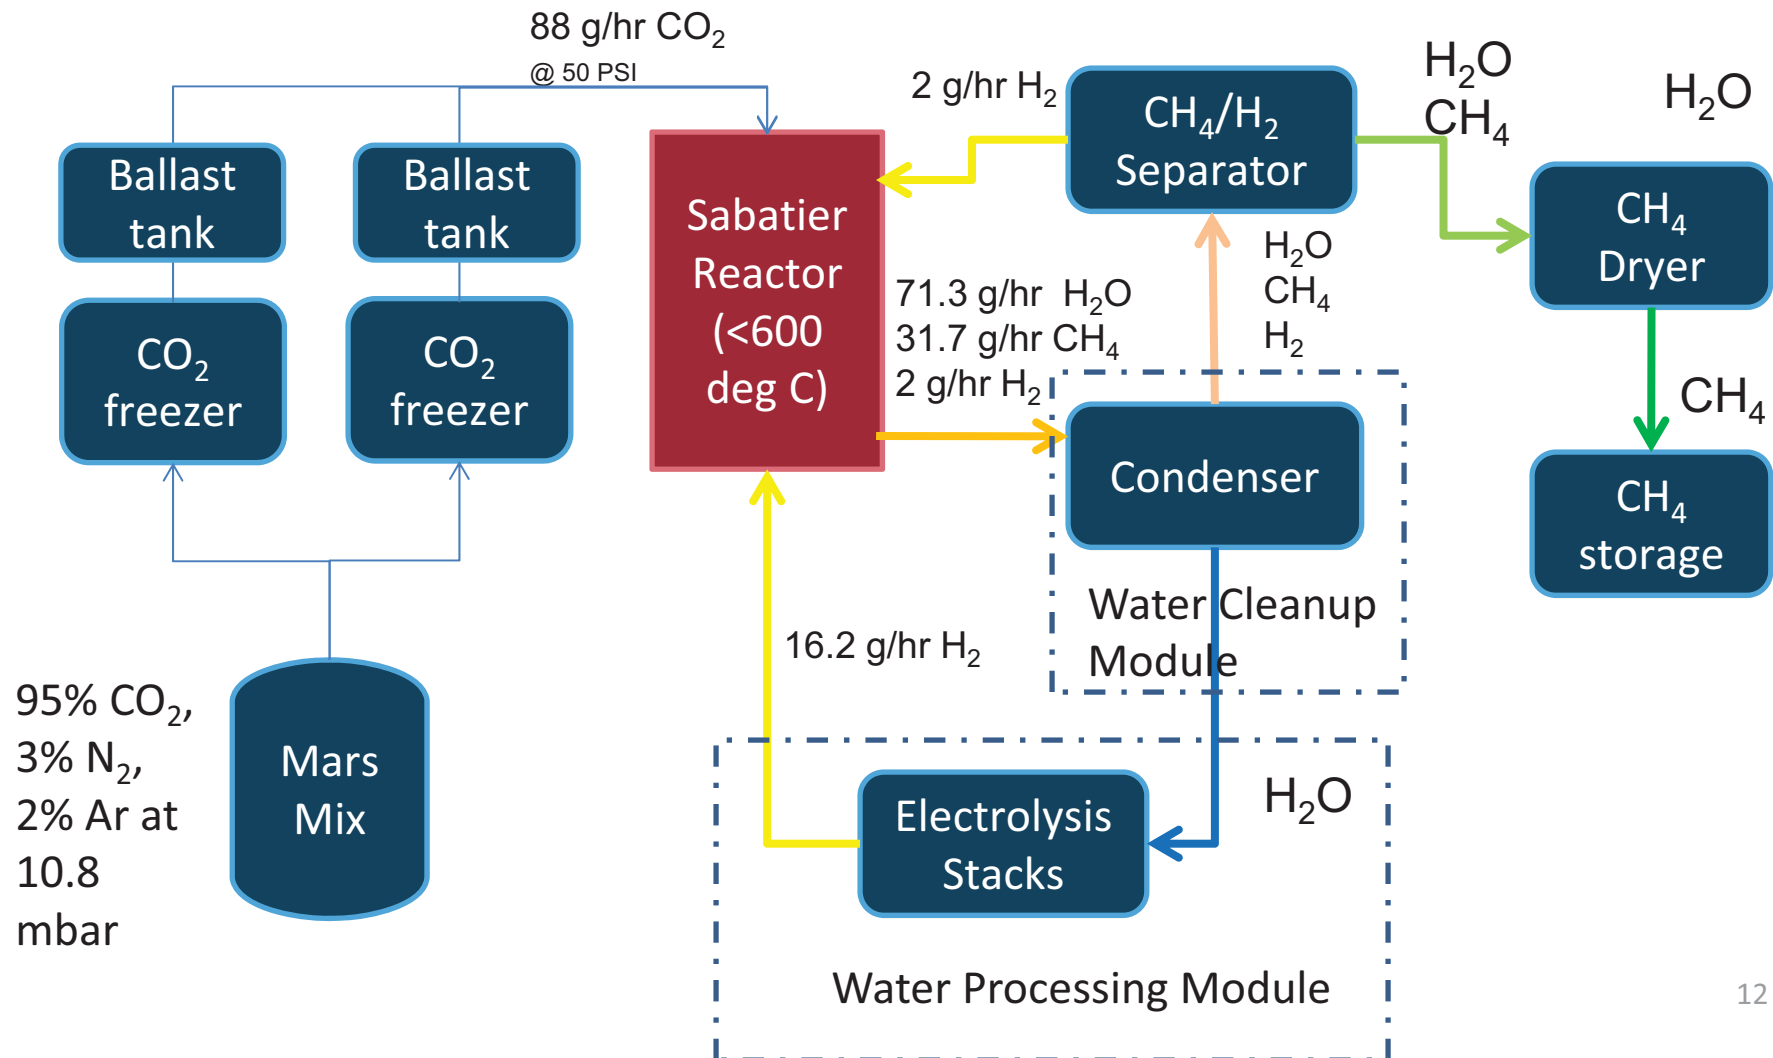 88 g/hr CO₂
@ 50 PSI
Ballast
tank
Ballast
tank
CO₂
freezer
CO₂
freezer
95% CO₂,
3% N₂,
2% Ar at
10.8
mbar
Mars
Mix
Sabatier
Reactor
(<600
deg C)
2 g/hr H₂
CH₄/H₂
Separator
H₂O
CH₄
H₂O
CH₄
Dryer
71.3 g/hr H₂O
31.7 g/hr CH₄
2 g/hr H₂
H₂O
CH₄
H₂
Condenser
Water Cleanup
Module
CH₄
CH₄
storage
16.2 g/hr H₂
Electrolysis
Stacks
H₂O
Water Processing Module
12